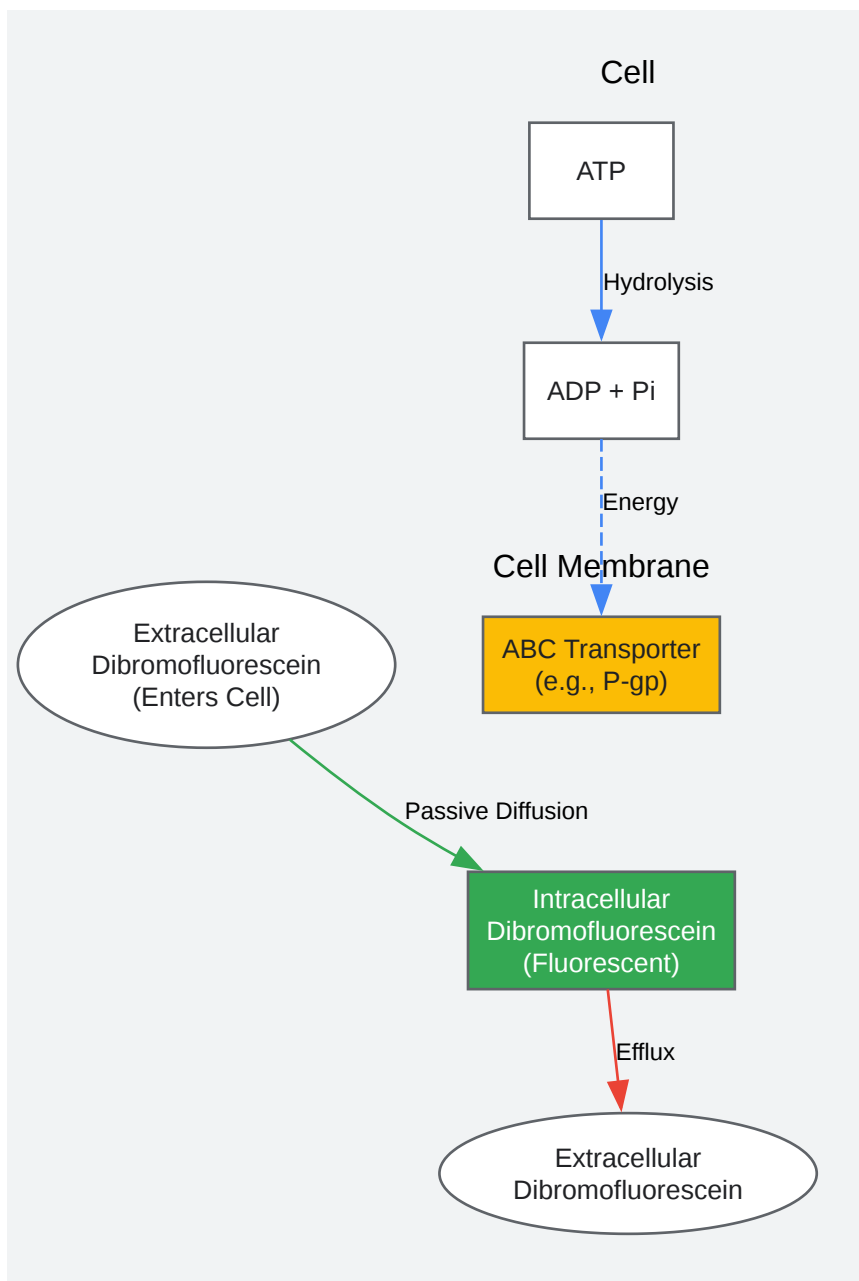 Cell
ATP
Hydrolysis
ADP + Pi
Energy
Cell Membrane
ABC Transporter
(e.g., P-gp)
Extracellular
Dibromofluorescein
(Enters Cell)
Passive Diffusion
Intracellular
Dibromofluorescein
(Fluorescent)
Efflux
Extracellular
Dibromofluorescein